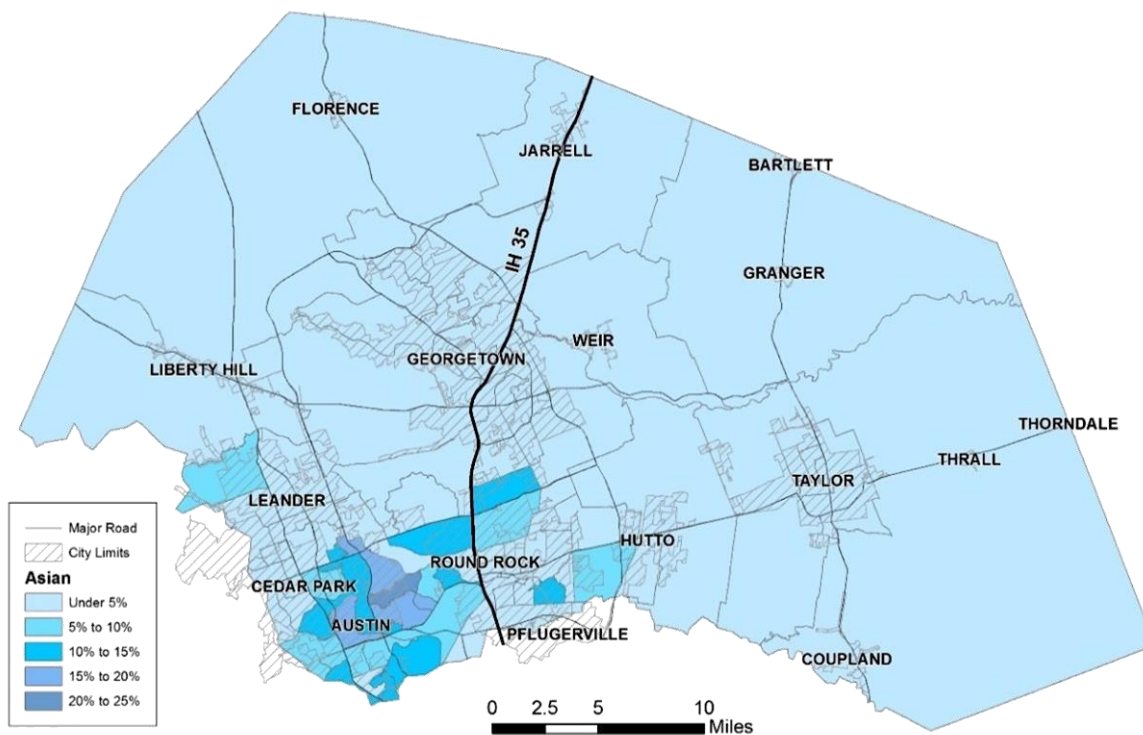 FLORENCE
JARRELL
BARTLETT
IH 35
GRANGER
WEIR
GEORGETOWN
LIBERTY HILL
THORNDALE
THRALL
TAYLOR
LEANDER
HUTTO
ROUND ROCK
CEDAR PARK
AUSTIN
PFLUGERVILLE
COUPLAND
Major Road
City Limits
Asian
Under 5%
5% to 10%
10% to 15%
15% to 20%
20% to 25%
0 2.5 5 10
Miles